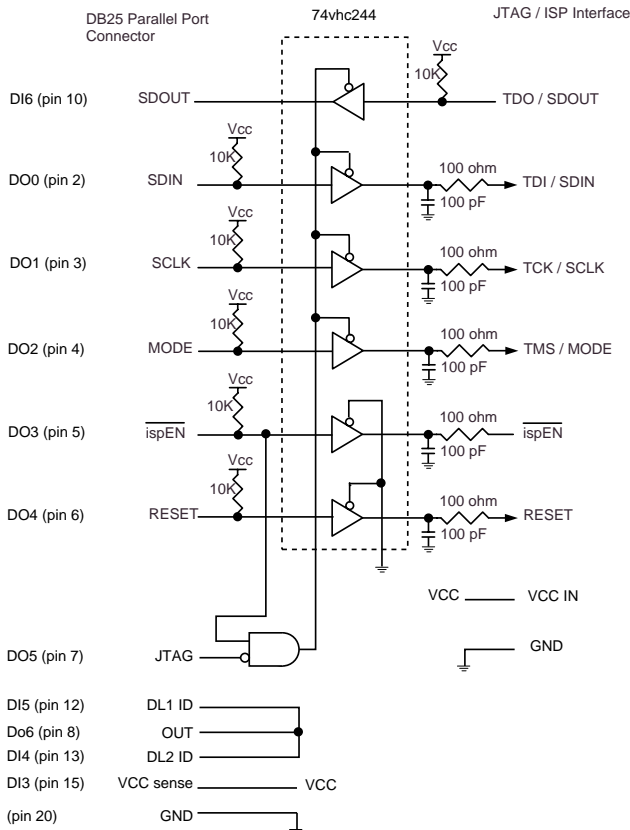 DB25 Parallel Port Connector
74vhc244
JTAG / ISP Interface
Vcc
10K
DI6 (pin 10) SDOUT TDO / SDOUT
Vcc
10K
100 ohm
DO0 (pin 2) SDIN TDI / SDIN
100 pF
Vcc
10K
100 ohm
DO1 (pin 3) SCLK TCK / SCLK
100 pF
Vcc
10K
100 ohm
DO2 (pin 4) MODE TMS / MODE
100 pF
Vcc
10K
100 ohm
DO3 (pin 5) ispEN ispEN
100 pF
Vcc
10K
100 ohm
DO4 (pin 6) RESET RESET
100 pF
VCC VCC IN
GND
DO5 (pin 7) JTAG
DI5 (pin 12) DL1 ID
Do6 (pin 8) OUT
DI4 (pin 13) DL2 ID
DI3 (pin 15) VCC sense VCC
(pin 20) GND